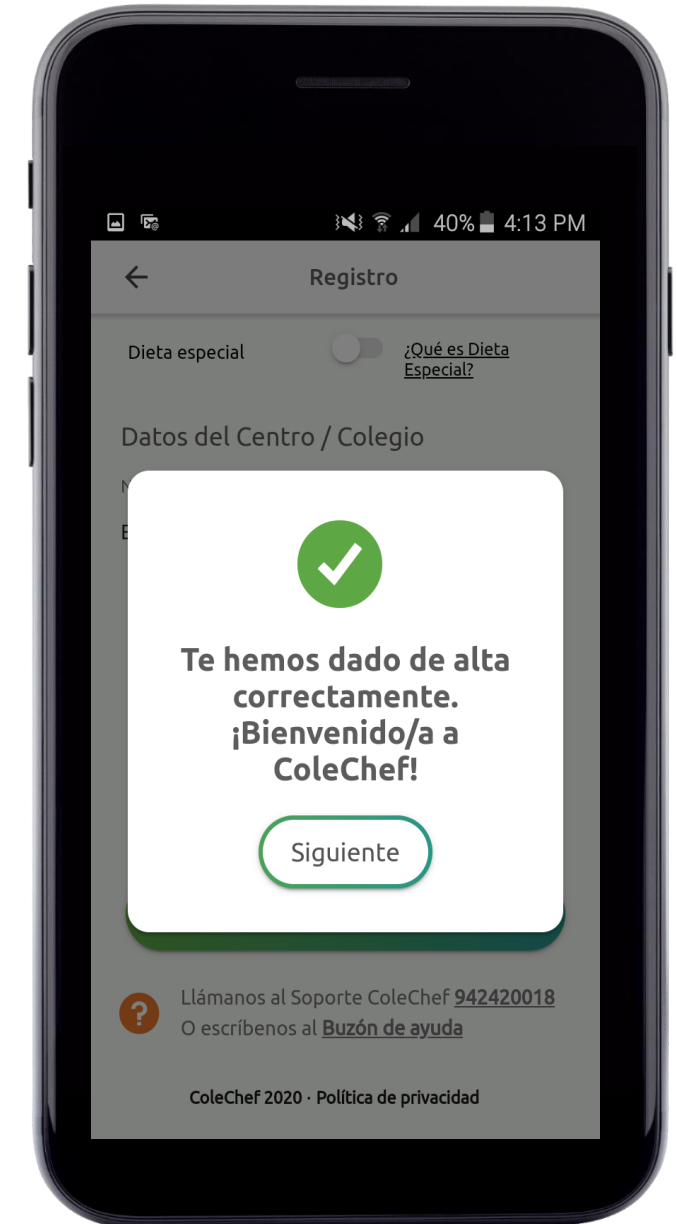 40% 4:13 PM
Registro
Dieta especial
¿Qué es Dieta
Especial?
Datos del Centro / Colegio
Te hemos dado de alta
correctamente.
¡Bienvenido/a a
ColeChef!
Siguiente
Llámanos al Soporte ColeChef 942420018
O escríbenos al Buzón de ayuda
ColeChef 2020 · Política de privacidad